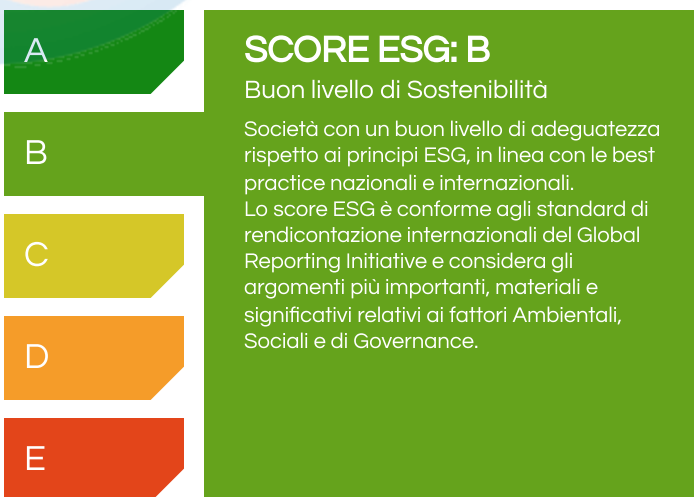 A
B
C
D
E
SCORE ESG: B
Buon livello di Sostenibilità
Società con un buon livello di adeguatezza
rispetto ai principi ESG, in linea con le best
practice nazionali e internazionali.
Lo score ESG è conforme agli standard di
rendicontazione internazionali del Global
Reporting Initiative e considera gli
argomenti più importanti, materiali e
significativi relativi ai fattori Ambientali,
Sociali e di Governance.